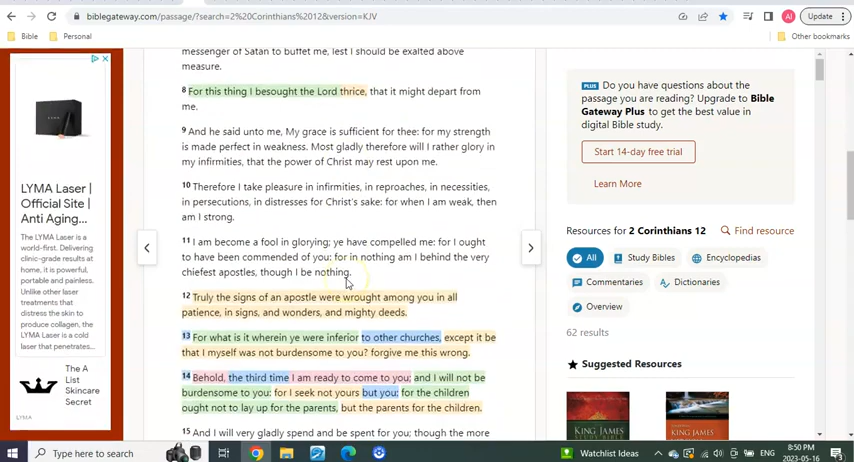 biblegateway.com/passage/?search=2%20Corinthians%2012&version=KJV
Update
Bible
Personal
Other bookmarks
messenger of Satan to buffet me, lest I should be exalted above
measure.
8 For this thing I besought the Lord thrice, that it might depart from
me.
9 And he said unto me, My grace is sufficient for thee: for my strength
is made perfect in weakness. Most gladly therefore will I rather glory in
my infirmities, that the power of Christ may rest upon me.
10 Therefore I take pleasure in infirmities, in reproaches, in necessities,
in persecutions, in distresses for Christ's sake: for when I am weak, then
am I strong.
11 I am become a fool in glorying; ye have compelled me: for I ought
to have been commended of you: for in nothing am I behind the very
chiefest apostles, though I be nothing.
12 Truly the signs of an apostle were wrought among you in all
patience, in signs, and wonders, and mighty deeds.
13 For what is it wherein ye were inferior to other churches, except it be
that I myself was not burdensome to you? forgive me this wrong.
14 Behold, the third time I am ready to come to you; and I will not be
burdensome to you: for I seek not yours but you: for the children
ought not to lay up for the parents, but the parents for the children.
15 And I will very gladly spend and be spent for you; though the more
LYMA Laser |
Official Site |
Anti Aging...
The LYMA Laser
is a world-first. Delivering
clinic-grade results at
home, it is powerful,
portable and painless.
Unlike other laser
treatments that
distress the skin to
produce collagen, the
LYMA Laser is a cold
laser that penetrates...
The A
List
Skincare
Secret
LYMA
PLUS Do you have questions about the
passage you are reading? Upgrade to Bible
Gateway Plus to get the best value in
digital Bible study.
Start 14-day free trial
Learn More
Resources for 2 Corinthians 12
Find resource
All
Study Bibles
Encyclopedias
Commentaries
Dictionaries
Overview
62 results
Suggested Resources
KING JAMES
KING JAMES
Type here to search
Watchlist Ideas
ENG
8:50 PM
2023-05-16